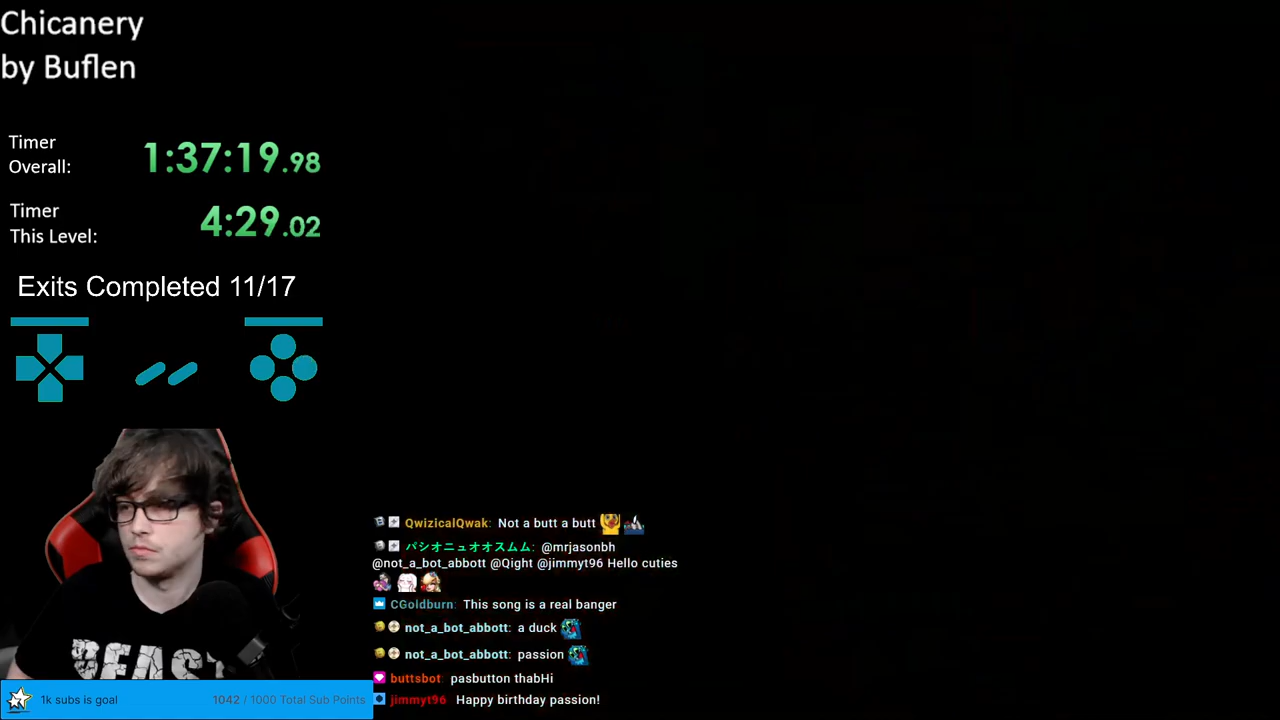 Chicanery
by Buflen
Timer
Overall:
1:37:19.98
Timer
This Level:
4:29.02
Exits Completed 11/17
QwizicalQwak: Not a butt a butt
パシオニュオオスムム: @mrjasonbh
@not_a_bot_abbott @Qight @jimmyt96 Hello cuties
CGoldburn: This song is a real banger
not_a_bot_abbott: a duck
not_a_bot_abbott: passion
buttsbot: pasbutton thabHi
jimmyt96: Happy birthday passion!
BEAST
1k subs is goal
1042 / 1000 Total Sub Points